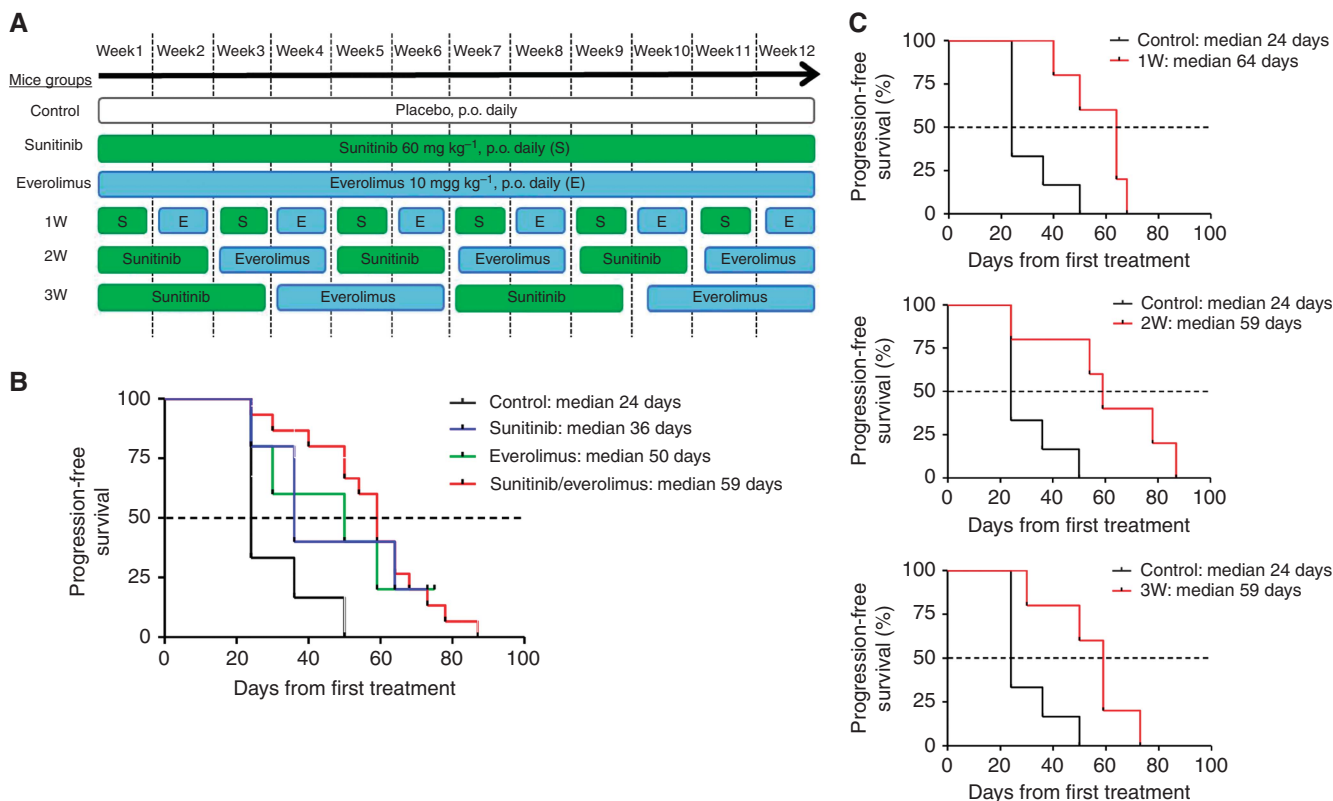 A
Week1 Week2 Week3 Week4 Week5 Week6 Week7 Week8 Week9 Week10 Week11 Week12
Mice groups
Control
Placebo, p.o. daily
Sunitinib
Sunitinib 60 mg kg⁻¹, p.o. daily (S)
Everolimus
Everolimus 10 mgg kg⁻¹, p.o. daily (E)
1W
S E S E S E S E S E S E
2W
Sunitinib Everolimus Sunitinib Everolimus Sunitinib Everolimus
3W
Sunitinib Everolimus Sunitinib Everolimus
B
Control: median 24 days
Sunitinib: median 36 days
Everolimus: median 50 days
Sunitinib/everolimus: median 59 days
Progression-free
survival
100
75
50
25
0
0 20 40 60 80 100
Days from first treatment
C
Control: median 24 days
1W: median 64 days
Progression-free
survival (%)
100
75
50
25
0
0 20 40 60 80 100
Days from first treatment
Control: median 24 days
2W: median 59 days
Progression-free
survival (%)
100
75
50
25
0
0 20 40 60 80 100
Days from first treatment
Control: median 24 days
3W: median 59 days
Progression-free
survival (%)
100
75
50
25
0
0 20 40 60 80 100
Days from first treatment